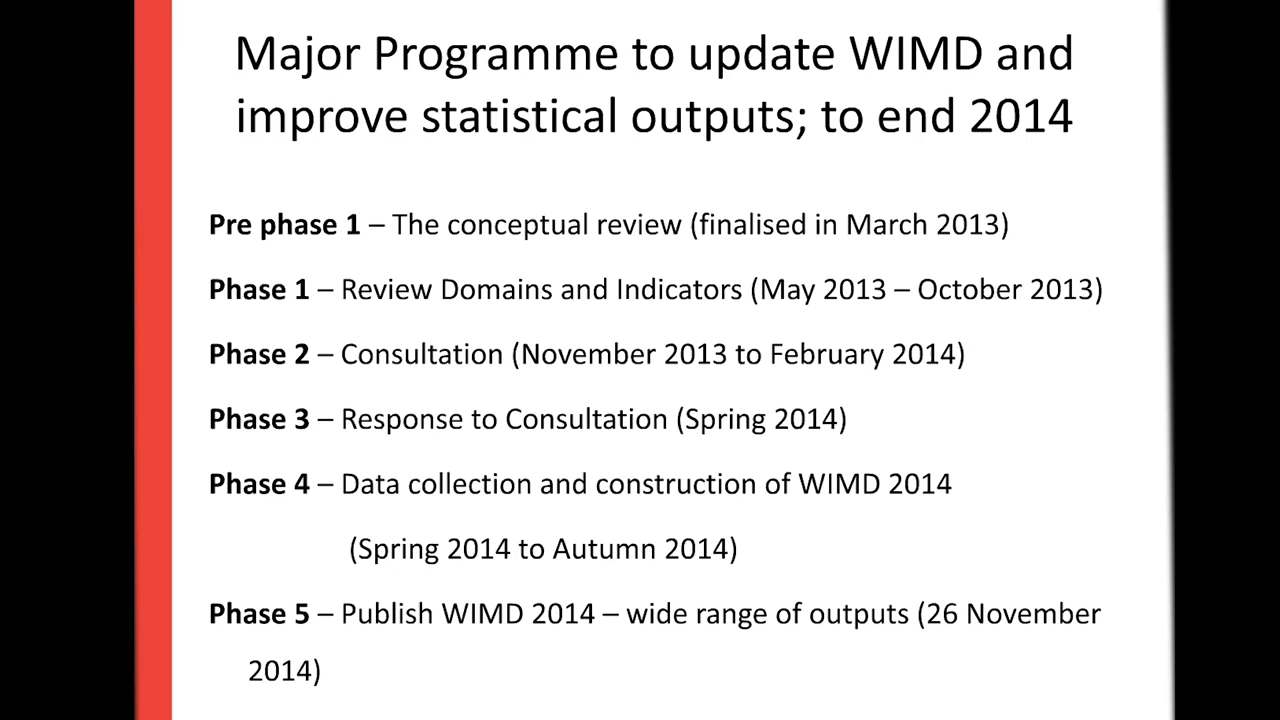 Major Programme to update WIMD and
improve statistical outputs; to end 2014
Pre phase 1 – The conceptual review (finalised in March 2013)
Phase 1 – Review Domains and Indicators (May 2013 – October 2013)
Phase 2 – Consultation (November 2013 to February 2014)
Phase 3 – Response to Consultation (Spring 2014)
Phase 4 – Data collection and construction of WIMD 2014
(Spring 2014 to Autumn 2014)
Phase 5 – Publish WIMD 2014 – wide range of outputs (26 November
2014)